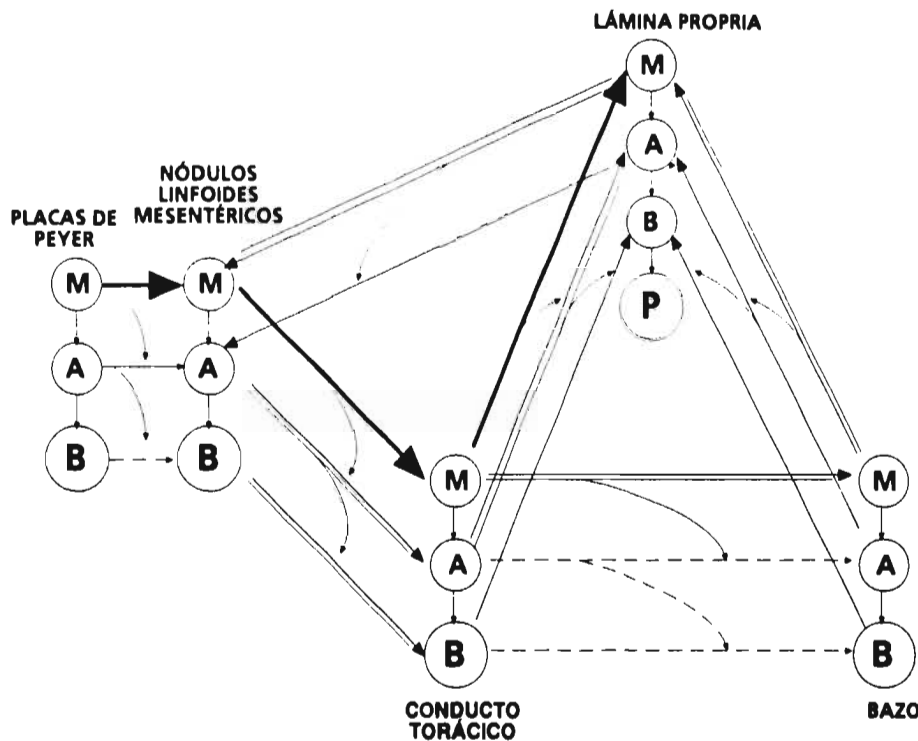 LÁMINA PROPRIA
M
A
B
P
NÓDULOS
LINFOIDES
MESENTÉRICOS
PLACAS DE
PEYER
M
M
A
A
B
B
M
M
A
A
B
B
CONDUCTO
TORÁCICO
BAZO